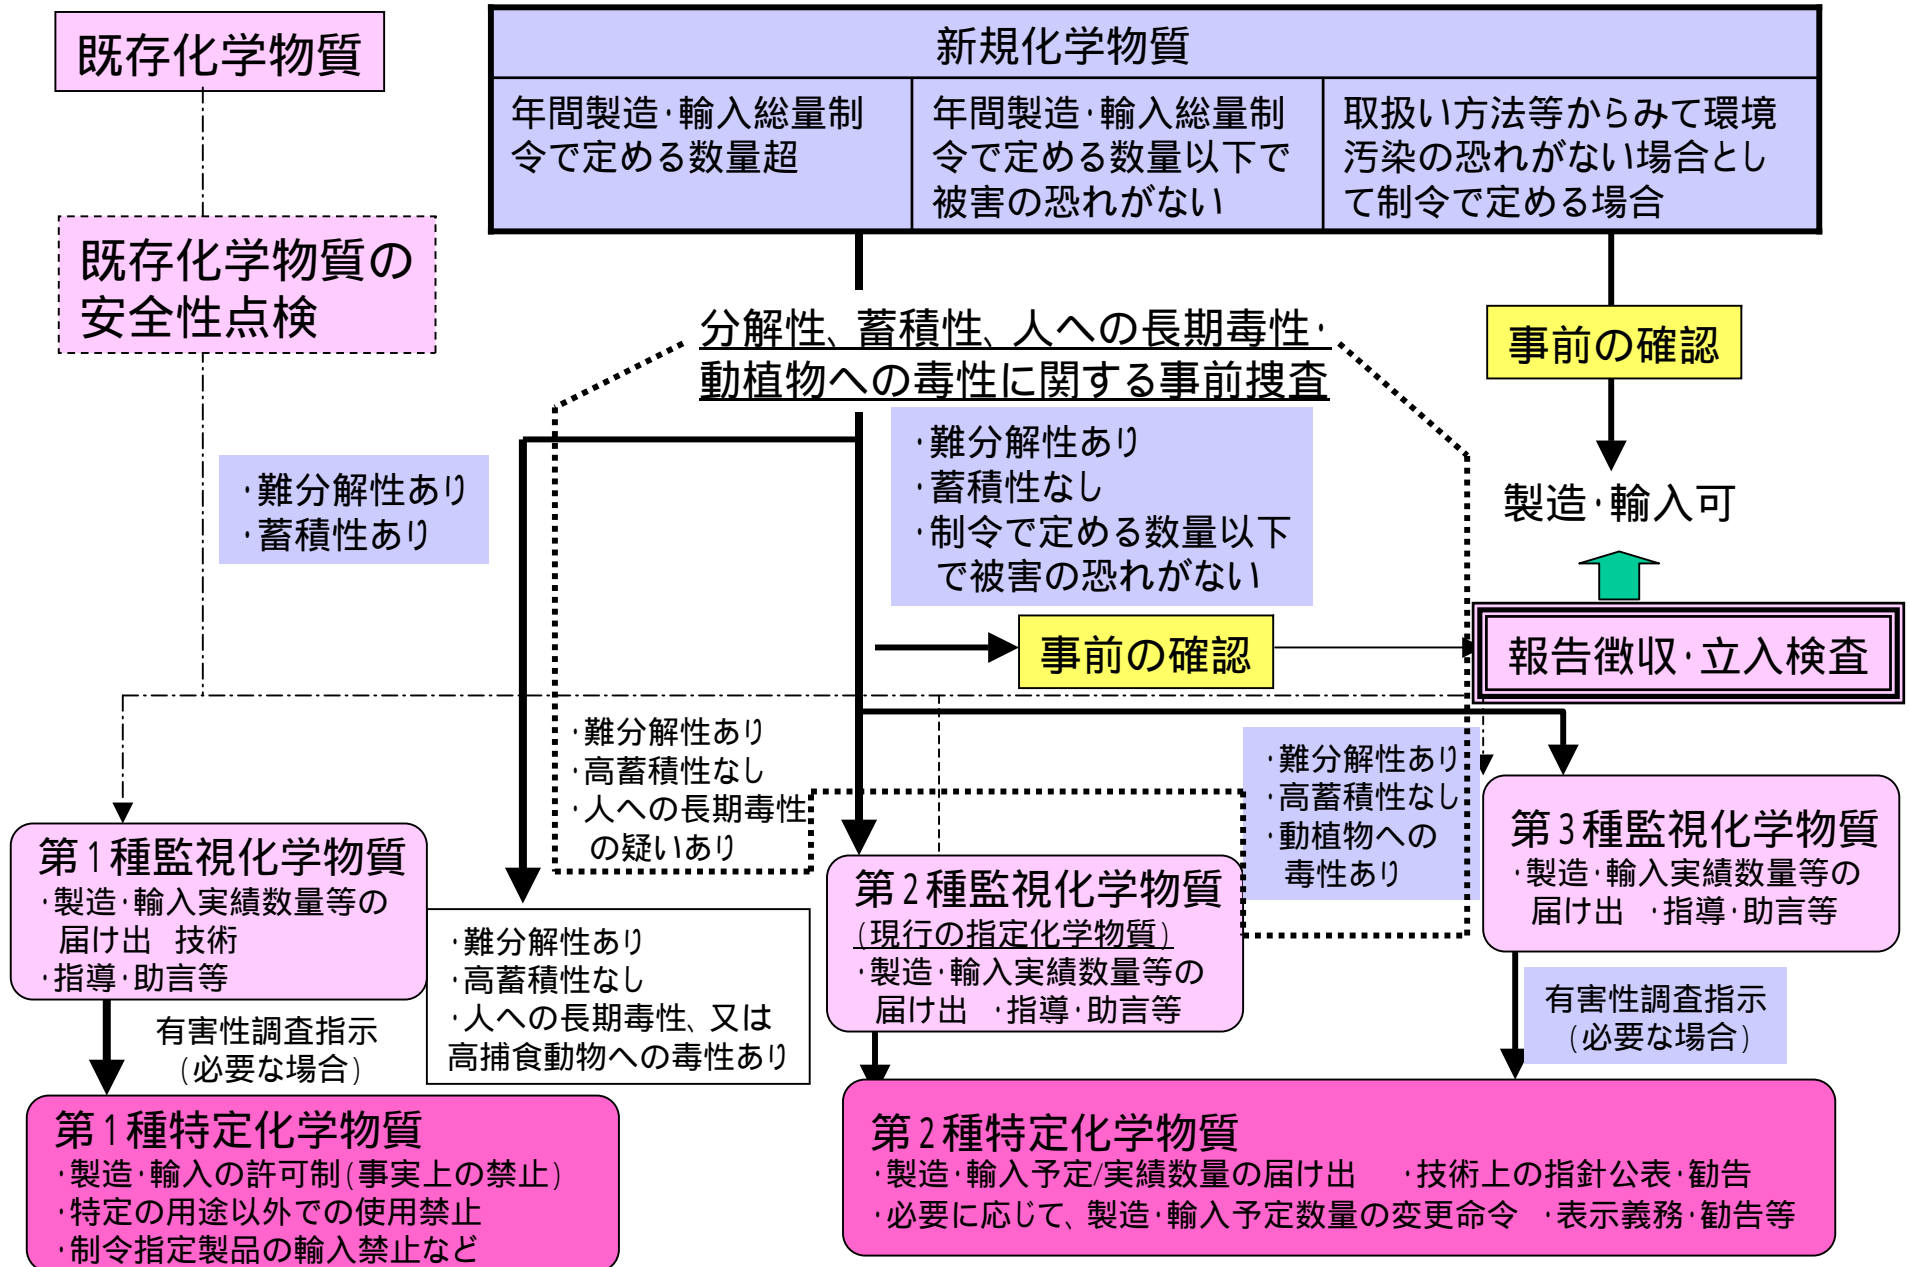 既存化学物質
新規化学物質
年間製造・輸入総量制
令で定める数量超
年間製造・輸入総量制
令で定める数量以下で
被害の恐れがない
取扱い方法等からみて環境
汚染の恐れがない場合とし
て制令で定める場合
既存化学物質の
安全性点検
分解性、蓄積性、人への長期毒性・
動植物への毒性に関する事前捜査
事前の確認
・難分解性あり
・蓄積性あり
・難分解性あり
・蓄積性なし
・制令で定める数量以下
で被害の恐れがない
製造・輸入可
事前の確認
報告徴収・立入検査
・難分解性あり
・高蓄積性なし
・人への長期毒性
の疑いあり
・難分解性あり
・高蓄積性なし
・動植物への
毒性あり
第1種監視化学物質
・製造・輸入実績数量等の
届け出 技術
・指導・助言等
・難分解性あり
・高蓄積性なし
・人への長期毒性、又は
高捕食動物への毒性あり
第2種監視化学物質
(現行の指定化学物質)
・製造・輸入実績数量等の
届け出 ・指導・助言等
第3種監視化学物質
・製造・輸入実績数量等の
届け出 ・指導・助言等
有害性調査指示
(必要な場合)
有害性調査指示
(必要な場合)
第1種特定化学物質
・製造・輸入の許可制(事実上の禁止)
・特定の用途以外での使用禁止
・制令指定製品の輸入禁止など
第2種特定化学物質
・製造・輸入予定/実績数量の届け出 ・技術上の指針公表・勧告
・必要に応じて、製造・輸入予定数量の変更命令 ・表示義務・勧告等